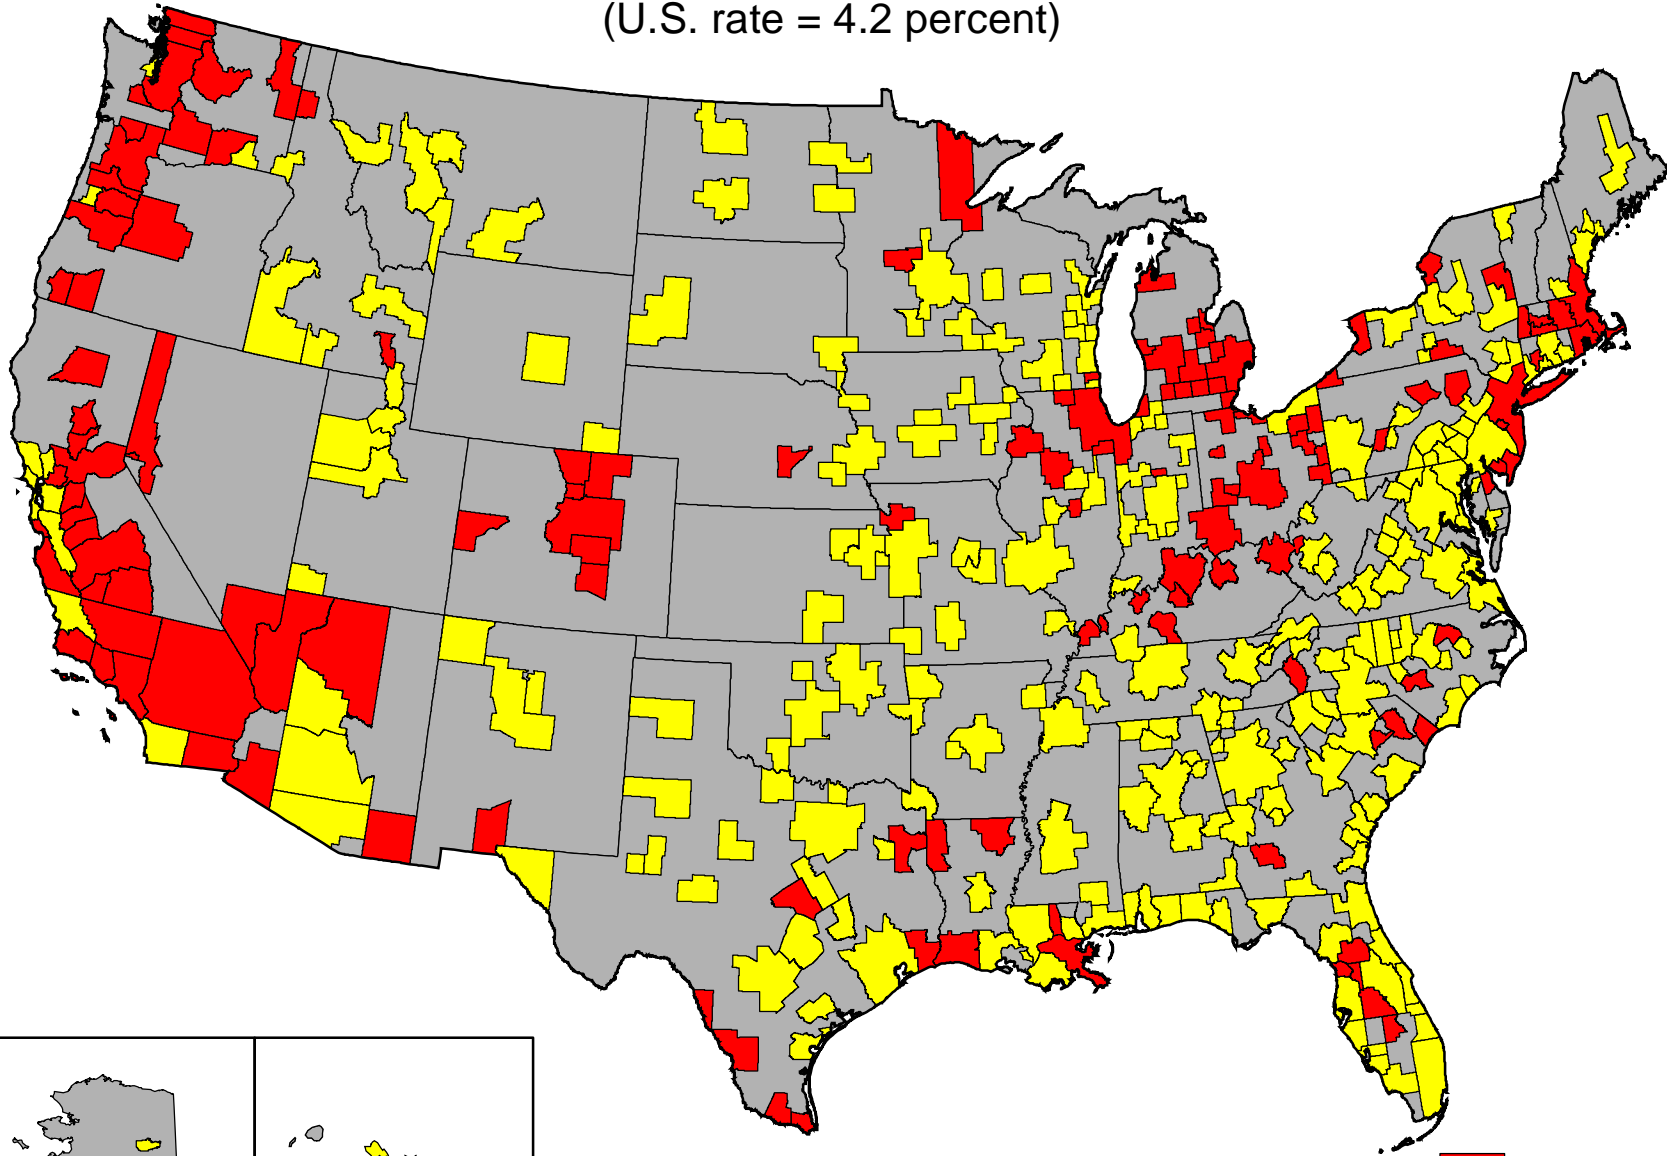 (U.S. rate = 4.2 percent)